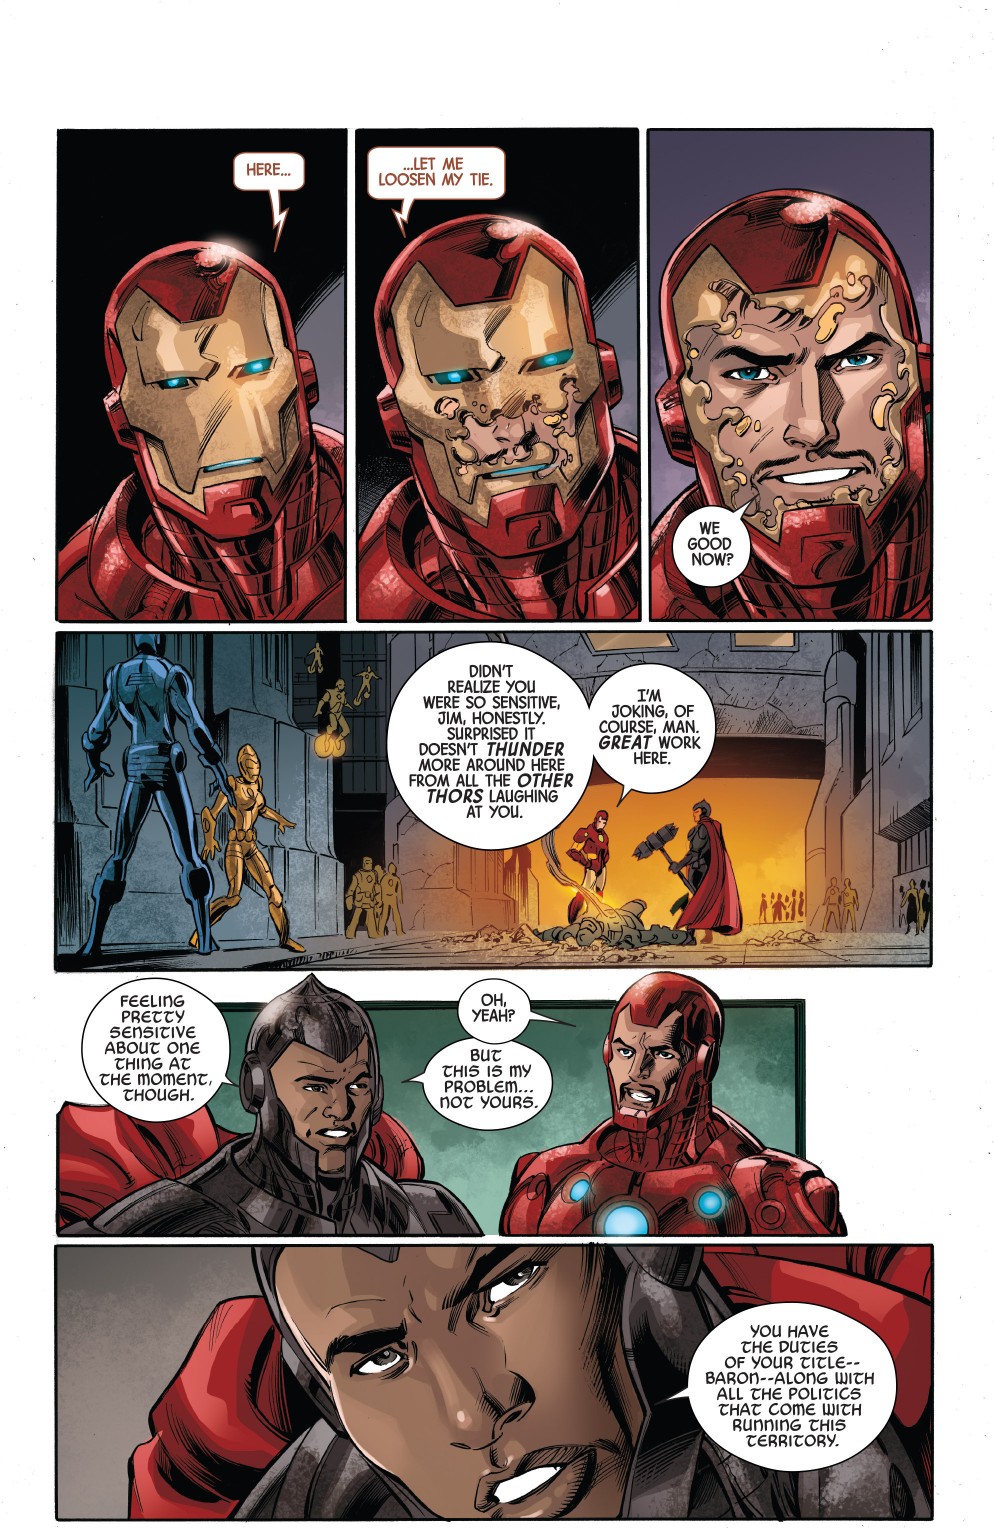 HERE...
...LET ME
LOOSEN MY TIE.
WE
GOOD
NOW?
DIDN'T
REALIZE YOU
WERE SO SENSITIVE,
JIM, HONESTLY.
SURPRISED IT
DOESN'T THUNDER
MORE AROUND HERE
FROM ALL THE OTHER
THORS LAUGHING
AT YOU.
I'M
JOKING, OF
COURSE, MAN.
GREAT WORK
HERE.
FEELING
PRETTY
SENSITIVE
ABOUT ONE
THING AT
THE MOMENT,
THOUGH.
OH,
YEAH?
BUT
THIS IS MY
PROBLEM...
NOT YOURS.
YOU HAVE
THE DUTIES
OF YOUR TITLE--
BARON--ALONG WITH
ALL THE POLITICS
THAT COME WITH
RUNNING THIS
TERRITORY.